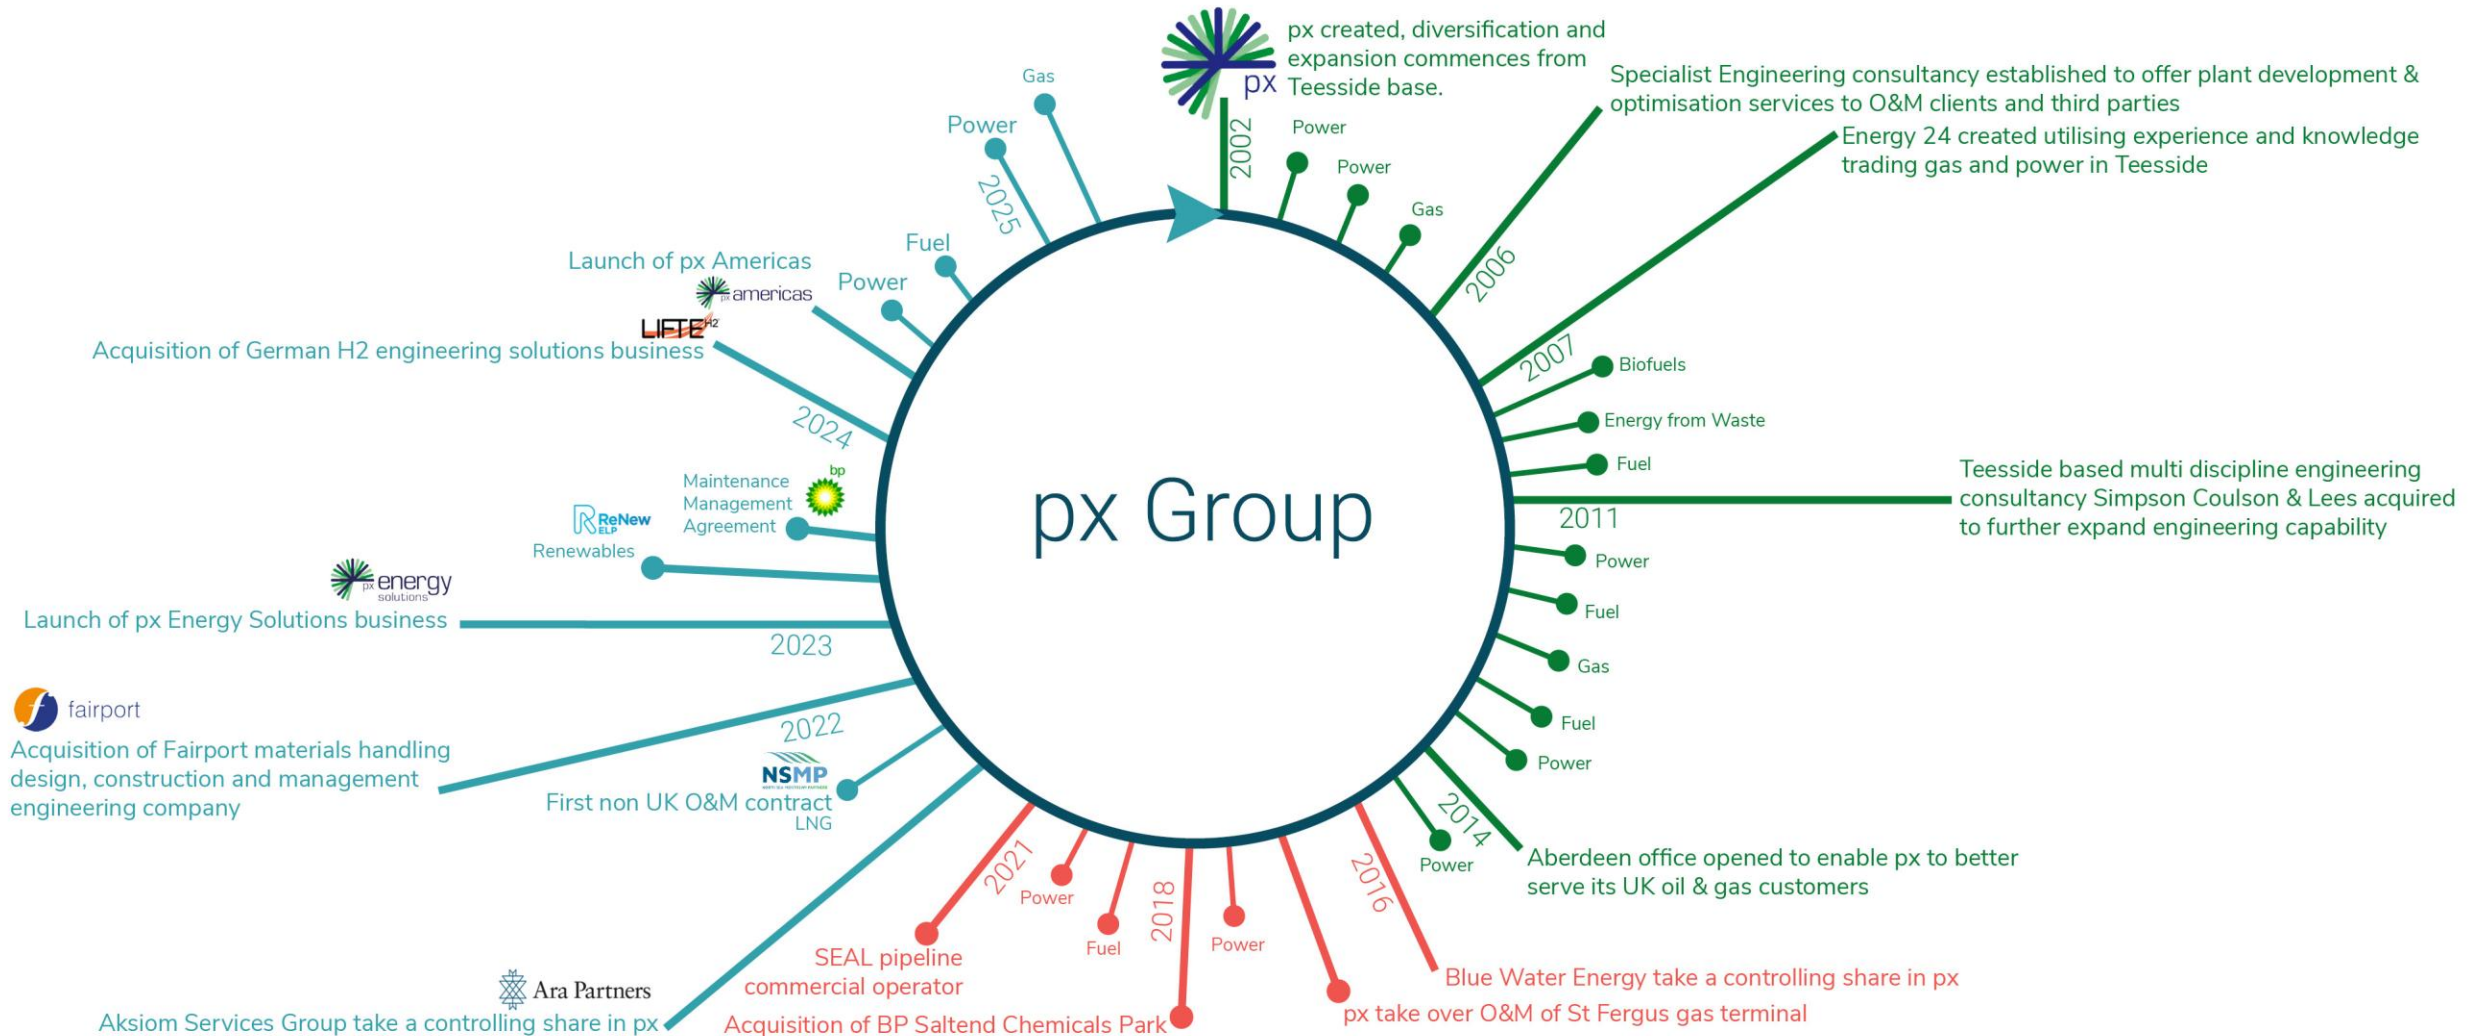 px created, diversification and
expansion commences from
Teesside base.
px
2002
Power
Power
Gas
Specialist Engineering consultancy established to offer plant development &
optimisation services to O&M clients and third parties
2006
Energy 24 created utilising experience and knowledge
trading gas and power in Teesside
2007
Biofuels
Energy from Waste
Fuel
Teesside based multi discipline engineering
consultancy Simpson Coulson & Lees acquired
to further expand engineering capability
2011
Power
Fuel
Gas
Fuel
Power
2014
Aberdeen office opened to enable px to better
serve its UK oil & gas customers
Power
2016
Blue Water Energy take a controlling share in px
px take over O&M of St Fergus gas terminal
Power
2018
Acquisition of BP Saltend Chemicals Park
Fuel
Power
2021
SEAL pipeline
commercial operator
Ara Partners
Aksiom Services Group take a controlling share in px
NSMP
First non UK O&M contract
LNG
2022
fairport
Acquisition of Fairport materials handling
design, construction and management
engineering company
2023
px energy
solutions
Launch of px Energy Solutions business
ReNew
ELP
Renewables
bp
Maintenance
Management
Agreement
2024
LIFTE H2
Acquisition of German H2 engineering solutions business
Launch of px Americas
px americas
Power
Fuel
2025
Power
Gas
px Group